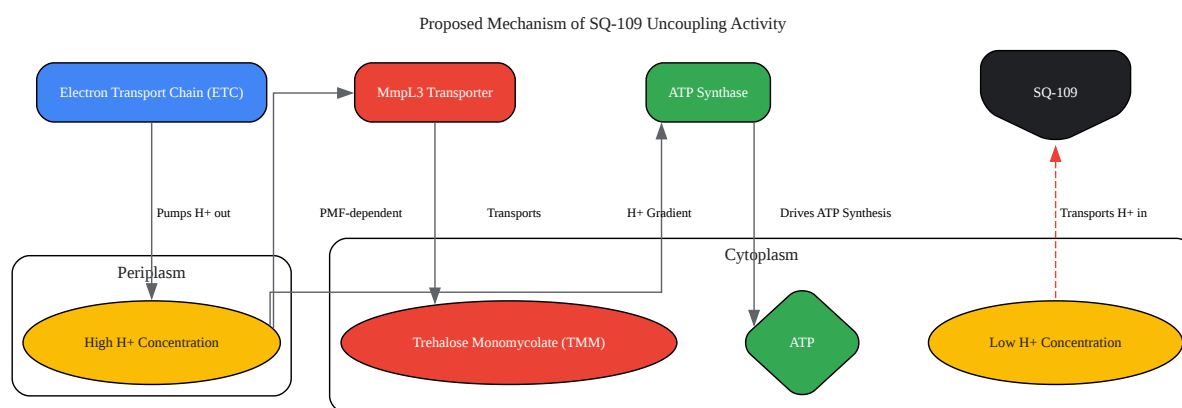 Proposed Mechanism of SQ-109 Uncoupling Activity
Electron Transport Chain (ETC)
MmpL3 Transporter
ATP Synthase
SQ-109
Pumps H+ out
PMF-dependent
Transports
H+ Gradient
Drives ATP Synthesis
Transports H+ in
Periplasm
Cytoplasm
High H+ Concentration
Trehalose Monomycolate (TMM)
ATP
Low H+ Concentration